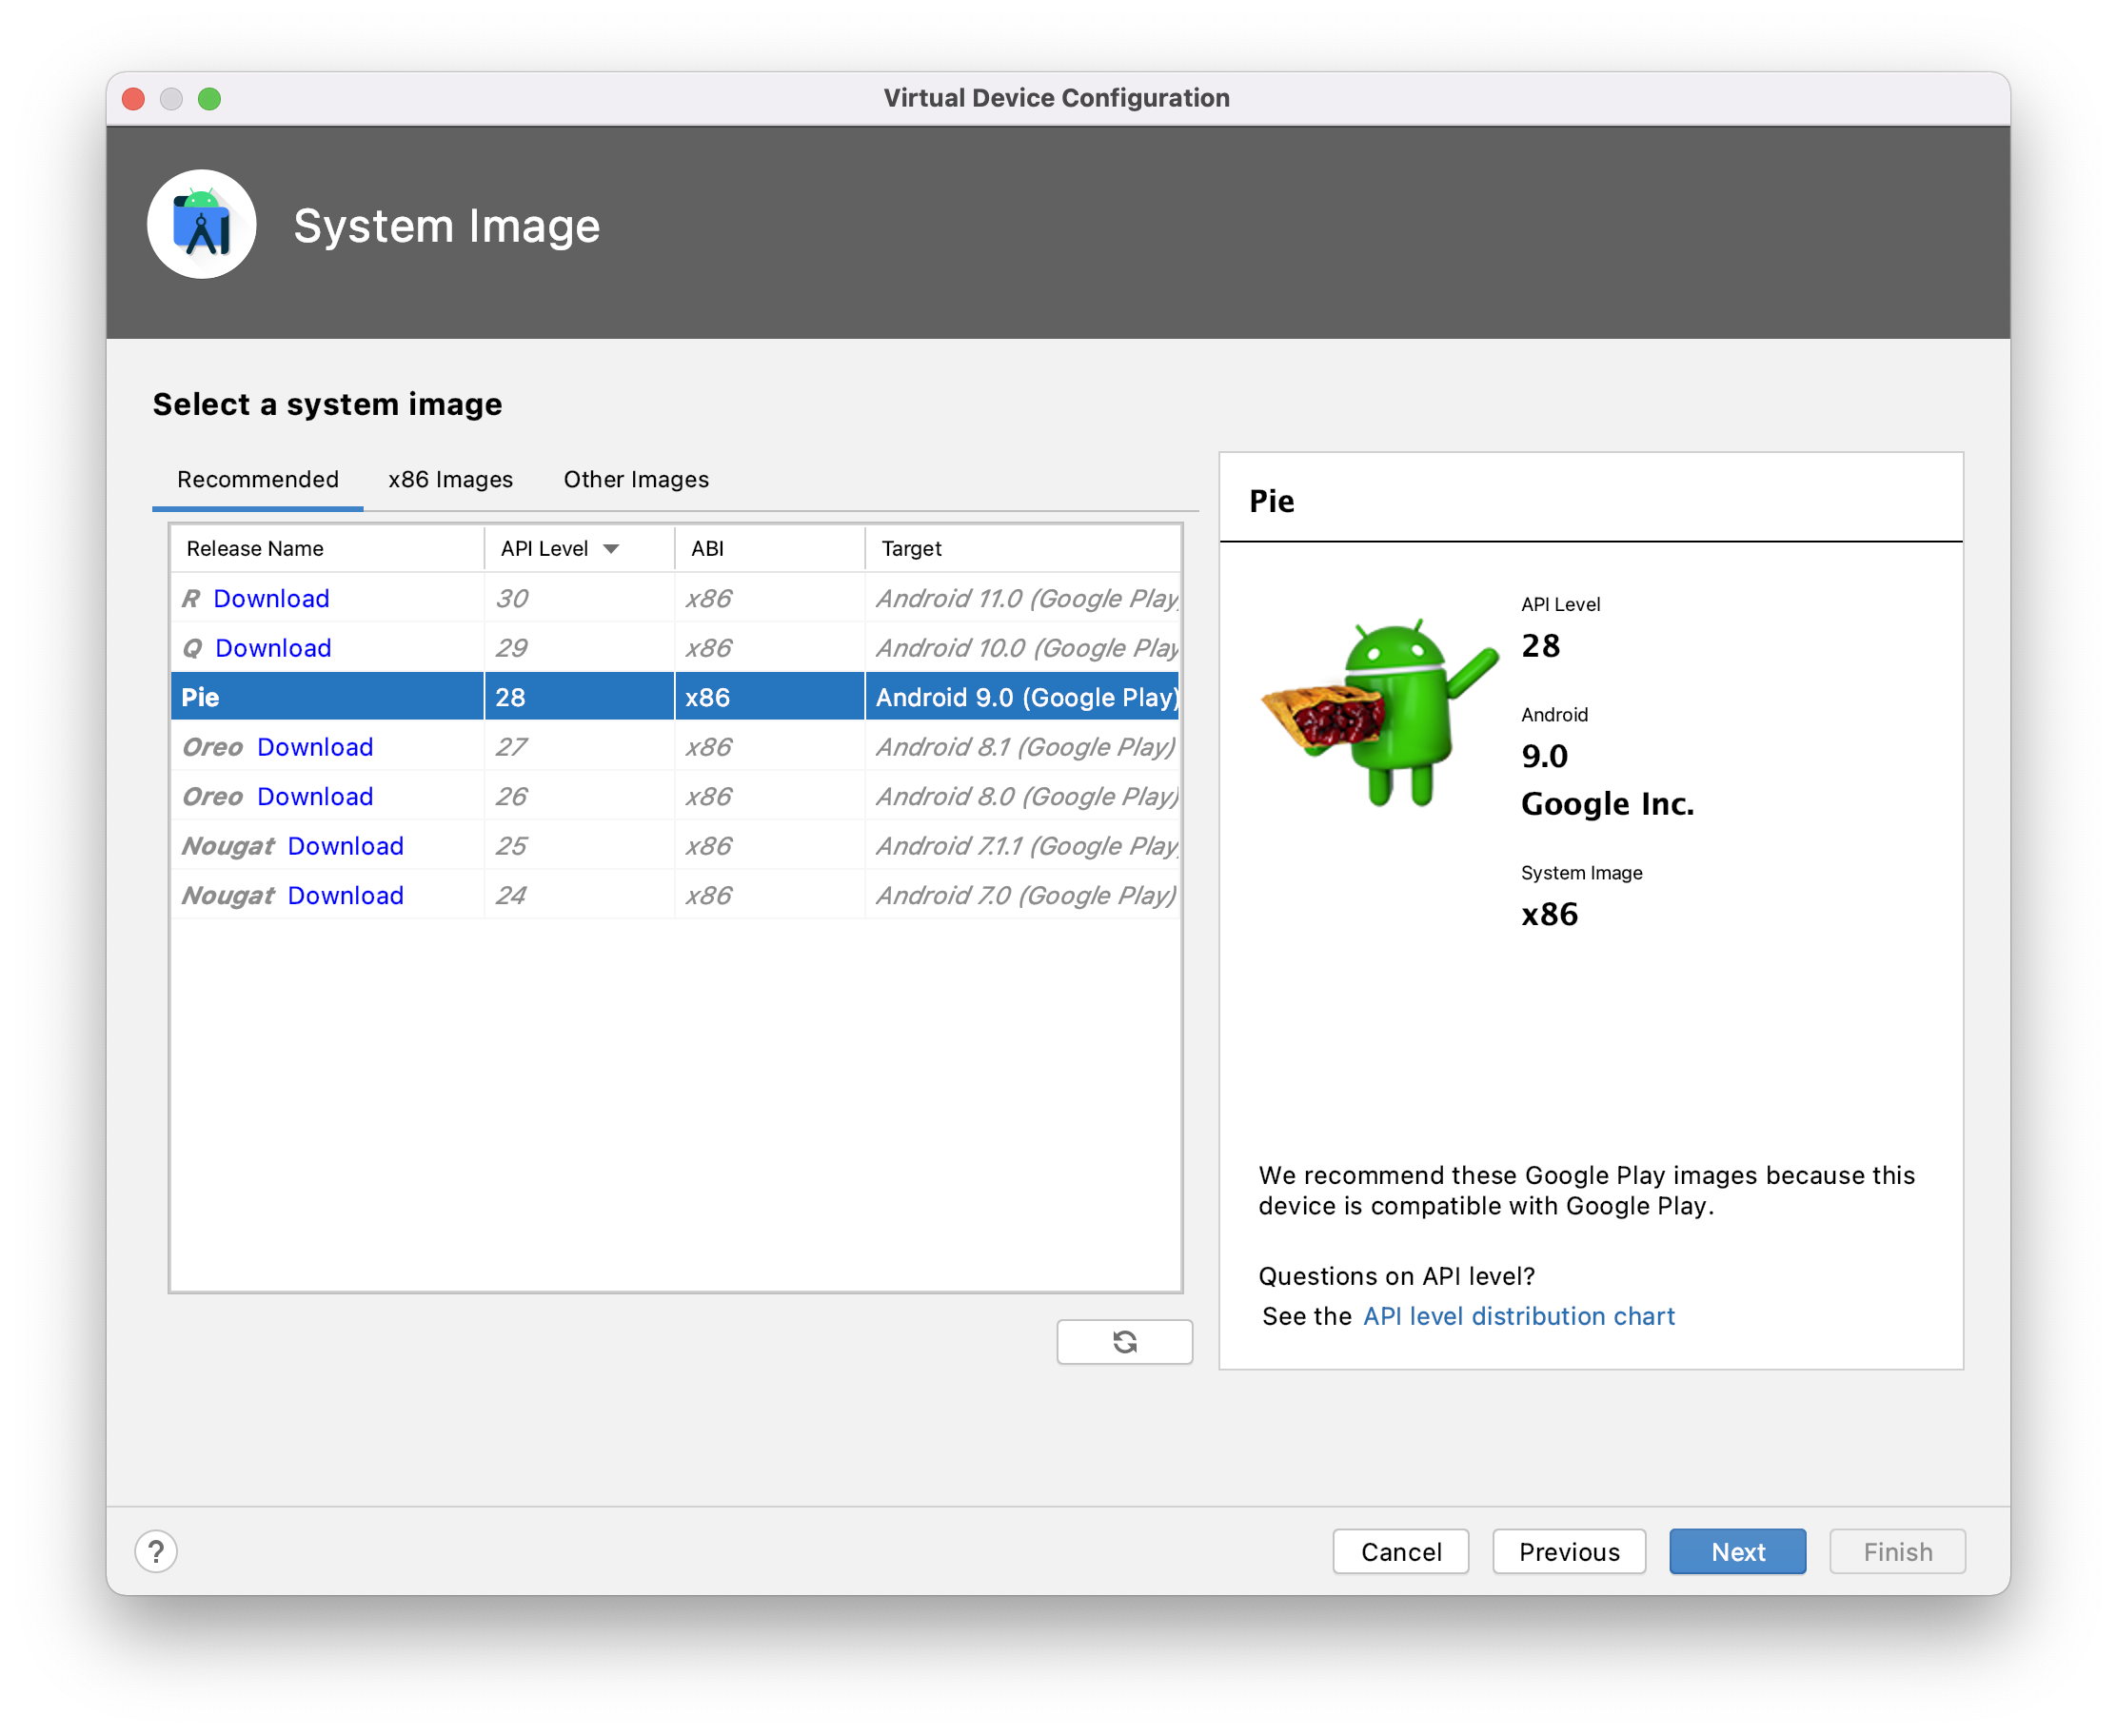 Virtual Device Configuration
System Image
Select a system image
Recommended x86 Images Other Images
Release Name API Level ABI Target
R Download 30 x86 Android 11.0 (Google Play
Q Download 29 x86 Android 10.0 (Google Play
Pie 28 x86 Android 9.0 (Google Play)
Oreo Download 27 x86 Android 8.1 (Google Play)
Oreo Download 26 x86 Android 8.0 (Google Play)
Nougat Download 25 x86 Android 7.1.1 (Google Play
Nougat Download 24 x86 Android 7.0 (Google Play)
Pie
API Level
28
Android
9.0
Google Inc.
System Image
x86
We recommend these Google Play images because this
device is compatible with Google Play.
Questions on API level?
See the API level distribution chart
? Cancel Previous Next Finish